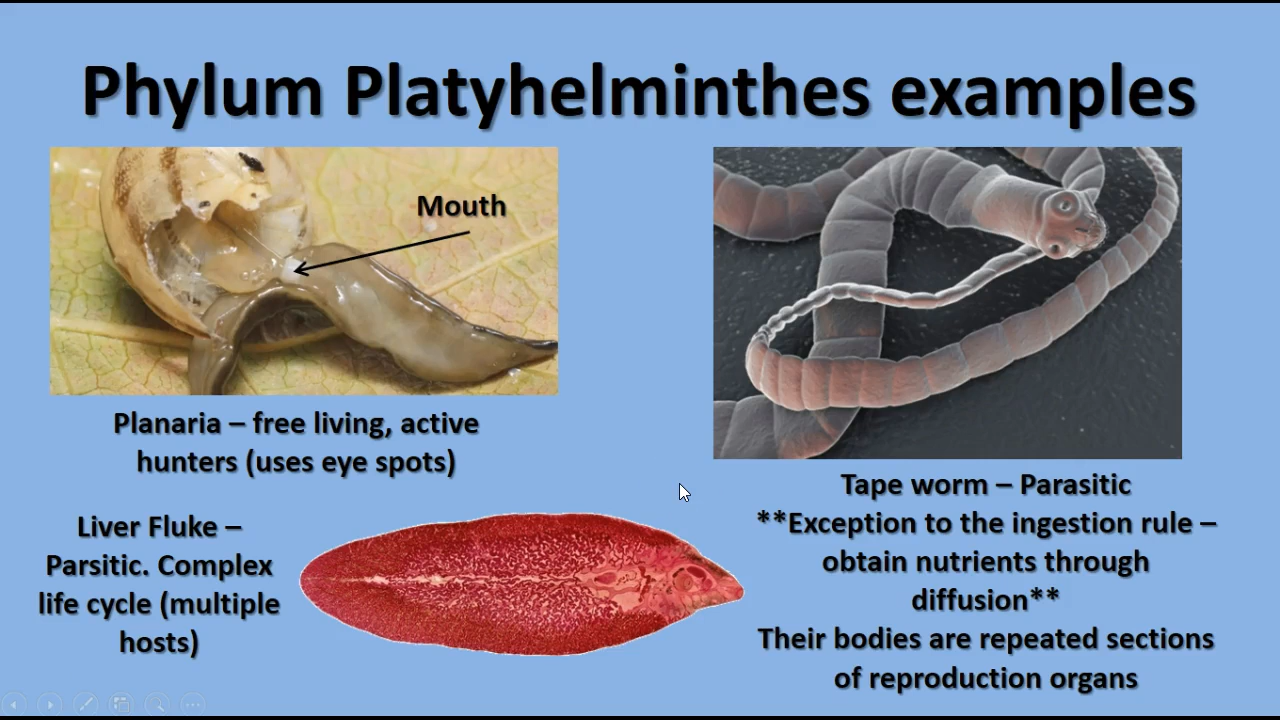 Phylum Platyhelminthes examples
Mouth
Planaria – free living, active
hunters (uses eye spots)
Liver Fluke –
Parsitic. Complex
life cycle (multiple
hosts)
Tape worm – Parasitic
**Exception to the ingestion rule –
obtain nutrients through
diffusion**
Their bodies are repeated sections
of reproduction organs